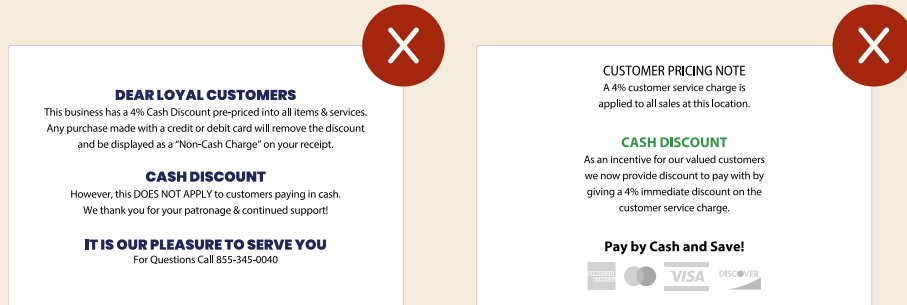 DEAR LOYAL CUSTOMERS
This business has a 4% Cash Discount pre-priced into all items & services.
Any purchase made with a credit or debit card will remove the discount
and be displayed as a “Non-Cash Charge” on your receipt.
CASH DISCOUNT
However, this DOES NOT APPLY to customers paying in cash.
We thank you for your patronage & continued support!
IT IS OUR PLEASURE TO SERVE YOU
For Questions Call 855-345-0040
CUSTOMER PRICING NOTE
A 4% customer service charge is
applied to all sales at this location.
CASH DISCOUNT
As an incentive for our valued customers
we now provide discount to pay with by
giving a 4% immediate discount on the
customer service charge.
Pay by Cash and Save!
AMERICAN
EXPRESS
VISA
DISCOVER